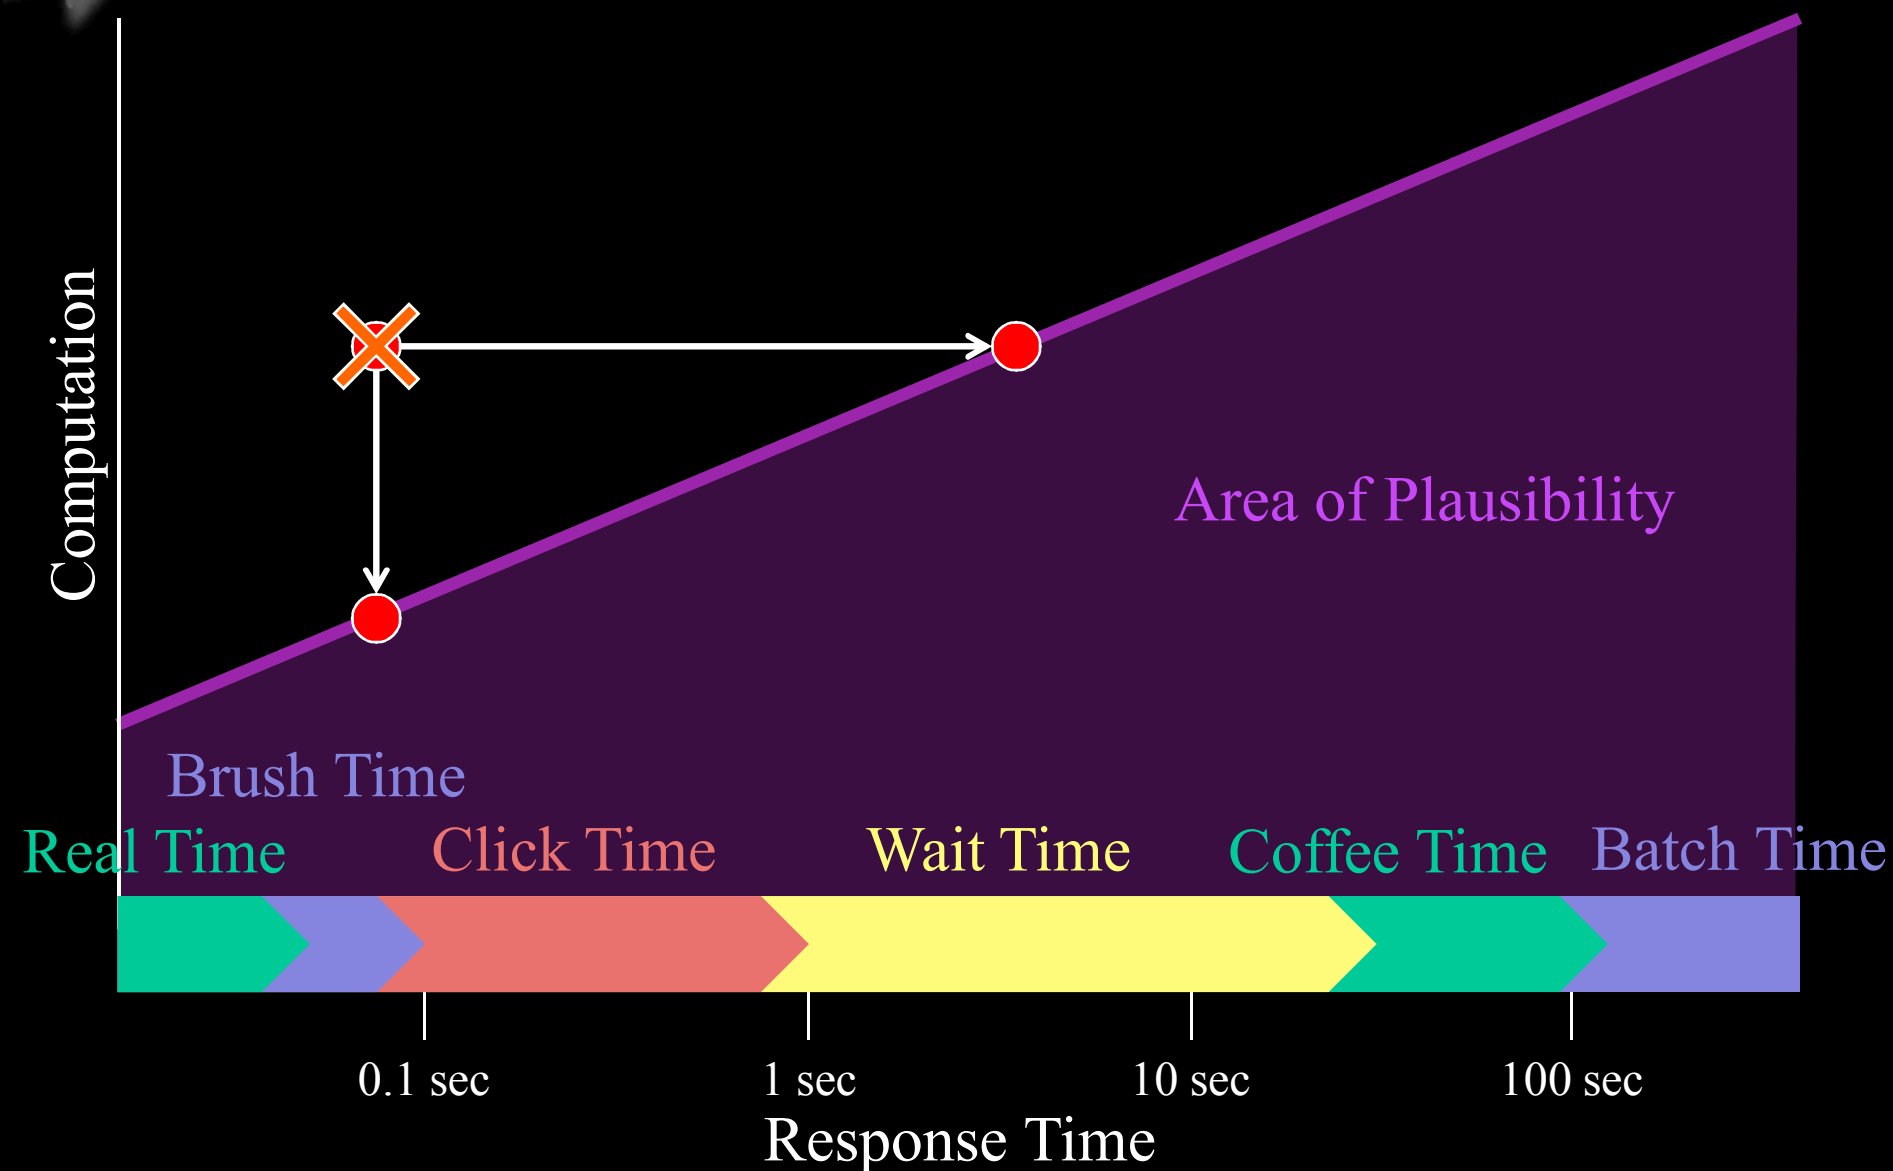 Computation
Area of Plausibility
Brush Time
Real Time
Click Time
Wait Time
Coffee Time
Batch Time
0.1 sec
1 sec
10 sec
100 sec
Response Time